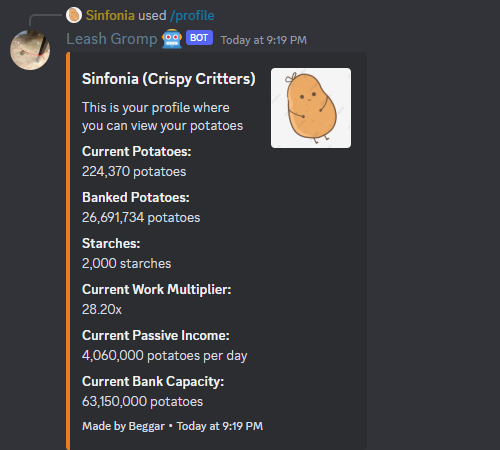 Sinfonia used /profile
Leash Gromp BOT Today at 9:19 PM
Sinfonia (Crispy Critters)
This is your profile where
you can view your potatoes
Current Potatoes:
224,370 potatoes
Banked Potatoes:
26,691,734 potatoes
Starches:
2,000 starches
Current Work Multiplier:
28.20x
Current Passive Income:
4,060,000 potatoes per day
Current Bank Capacity:
63,150,000 potatoes
Made by Beggar • Today at 9:19 PM